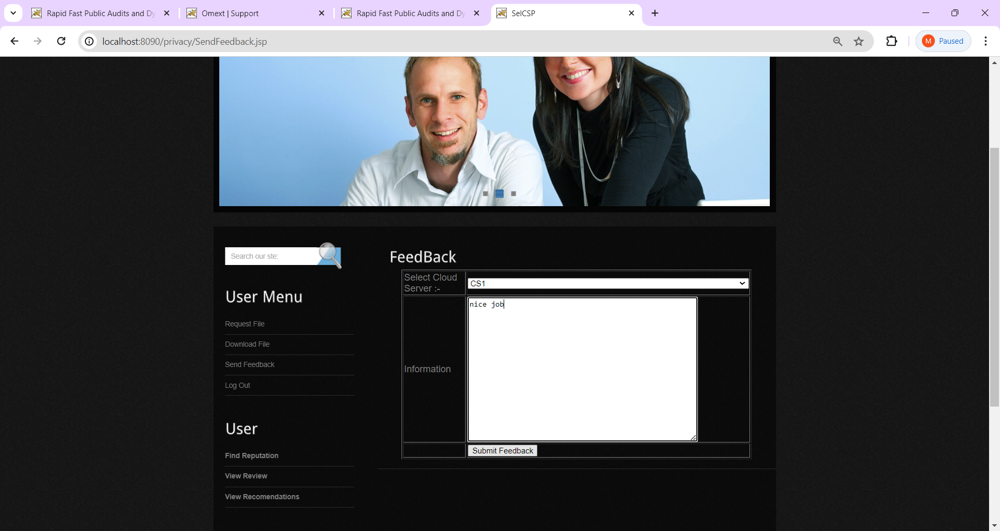 Rapid Fast Public Audits and Dy
Omext | Support
Rapid Fast Public Audits and Dy
SelCSP
localhost:8090/privacy/SendFeedback.jsp
M Paused
Search our ste:
FeedBack
Select Cloud
Server :-
CS1
User Menu
nice job
Request File
Download File
Send Feedback
Information
Log Out
User
Submit Feedback
Find Reputation
View Review
View Recomendations